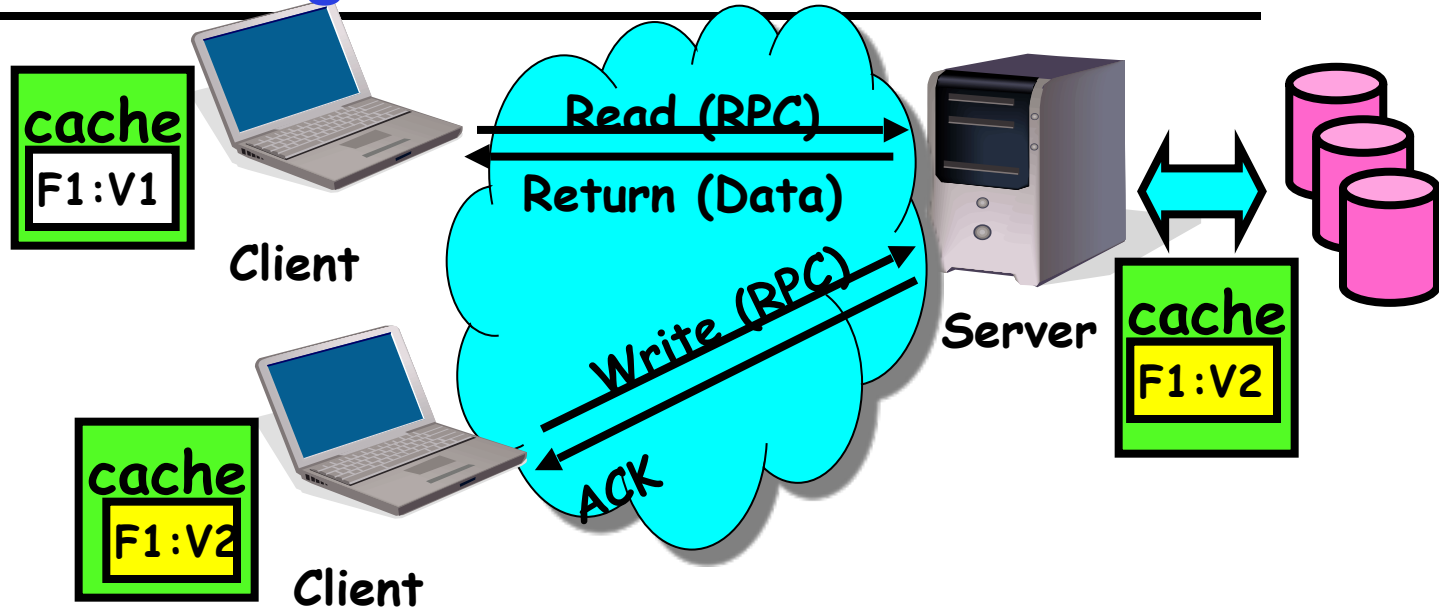 cache
F1:V1
Client
Read (RPC)
Return (Data)
Write (RPC)
ACK
Server
cache
F1:V2
cache
F1:V2
Client